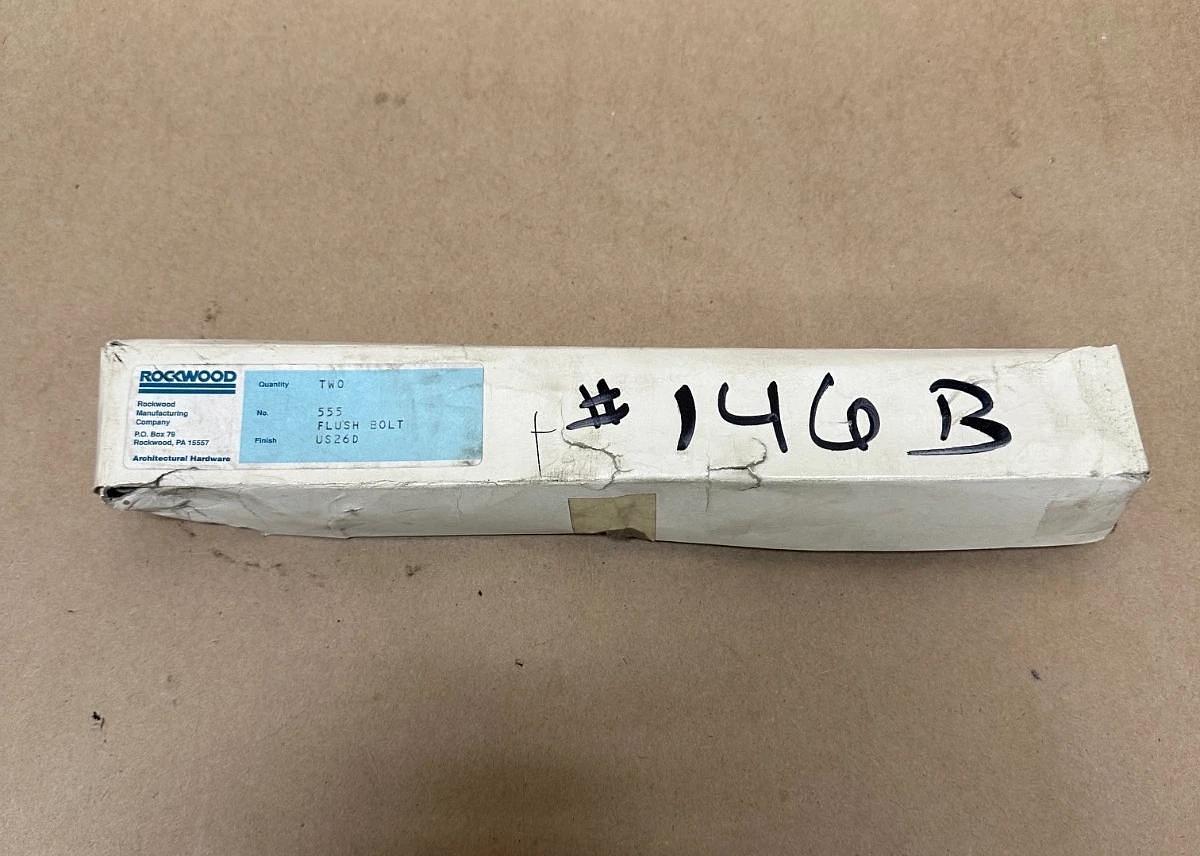 ROCKWOOD
Rockwood
Manufacturing
Company
P.O. Box 79
Rockwood, PA 15557
Architectural Hardware
Quantity TWO
No. 555
FLUSH BOLT
Finish US26D
#146B